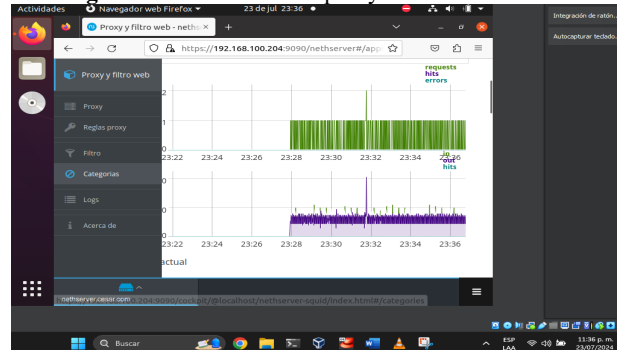 Actividades
Navegador web Firefox
23 de jul 23:36
Integración de ratón...
Autocapturar teclado...
Proxy y filtro web - neths
https://192.168.100.204:9090/nethserver#/app
Proxy y filtro web
Proxy
Reglas proxy
Filtro
Categorias
Logs
Acerca de
requests
hits
errors
2
1
0
23:22 23:24 23:26 23:28 23:30 23:32 23:34 23:36
in
out
hits
0
0
0
23:22 23:24 23:26 23:28 23:30 23:32 23:34 23:36
actual
nethserver.cesar.com
204:9090/cockpit/@localhost/nethserver-squid/index.html#/categories
Buscar
ESP
LAA
11:36 p. m.
23/07/2024